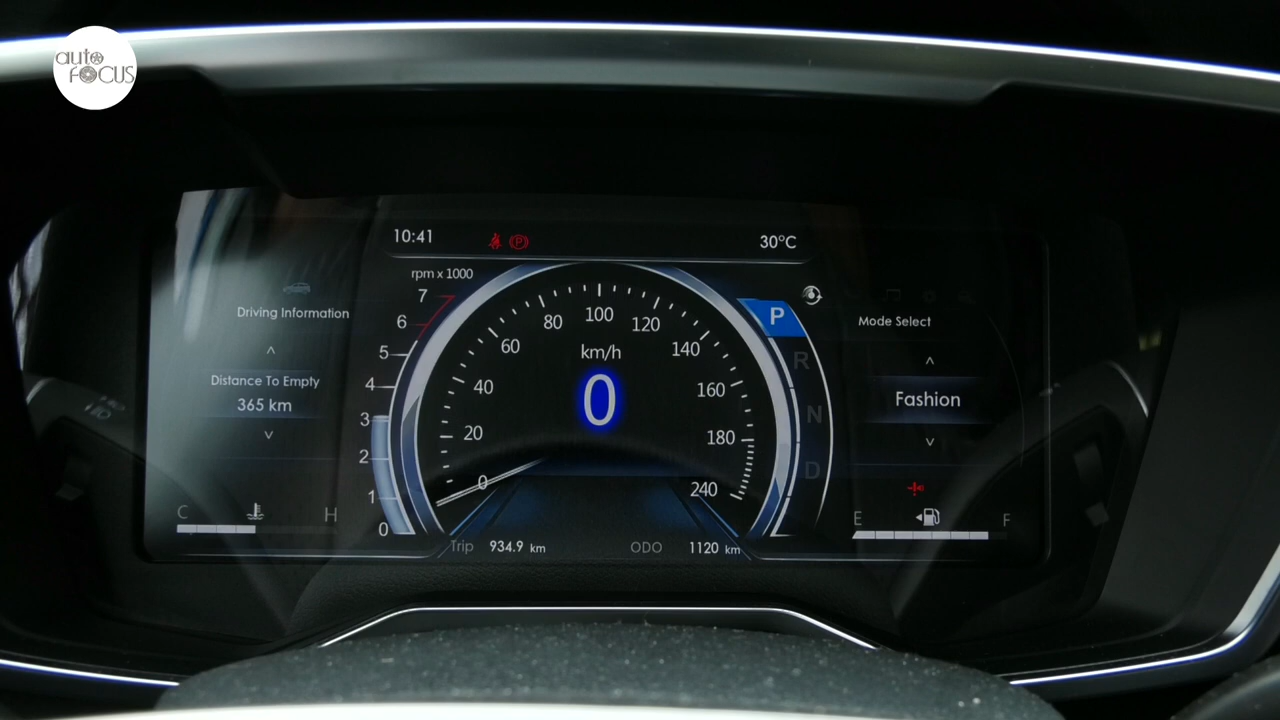 auto
FOCUS
10:41
30°C
rpm x 1000
7
6
5
4
3
2
1
0
Driving Information
Distance To Empty
365 km
C
H
0
20
40
60
80
100
120
140
160
180
240
km/h
0
P
R
N
D
Mode Select
Fashion
E
F
Trip 934.9 km
ODO 1120 km